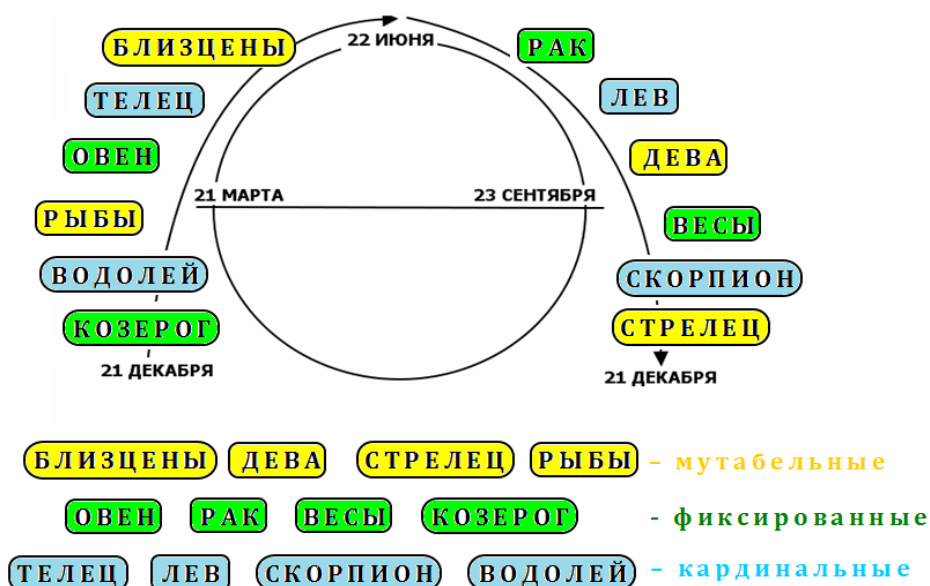 БЛИЗЦЕНЫ
22 ИЮНЯ
РАК
ТЕЛЕЦ
ЛЕВ
ОВЕН
ДЕВА
21 МАРТА
23 СЕНТЯБРЯ
РЫБЫ
ВЕСЫ
ВОДОЛЕЙ
СКОРПИОН
КОЗЕРОГ
СТРЕЛЕЦ
21 ДЕКАБРЯ
21 ДЕКАБРЯ
БЛИЗЦЕНЫ ДЕВА СТРЕЛЕЦ РЫБЫ – мутабельные
ОВЕН РАК ВЕСЫ КОЗЕРОГ - фиксированные
ТЕЛЕЦ ЛЕВ СКОРПИОН ВОДОЛЕЙ – кардинальные